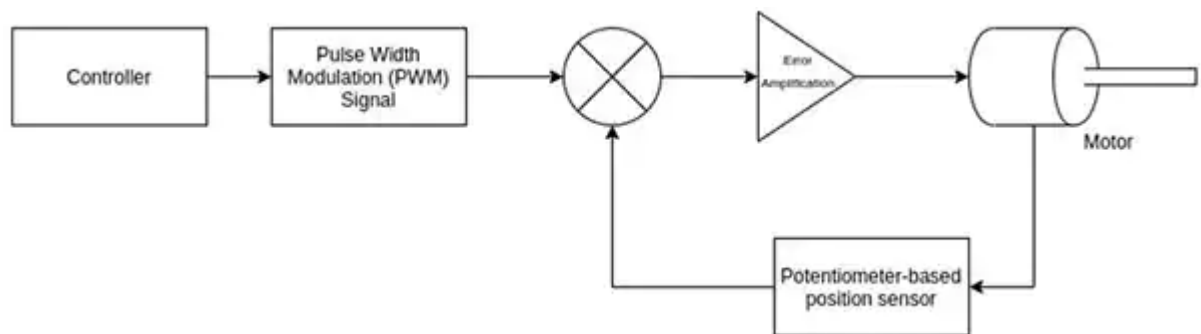 Controller
Pulse Width
Modulation (PWM)
Signal
Error
Amplification
Motor
Potentiometer-based
position sensor